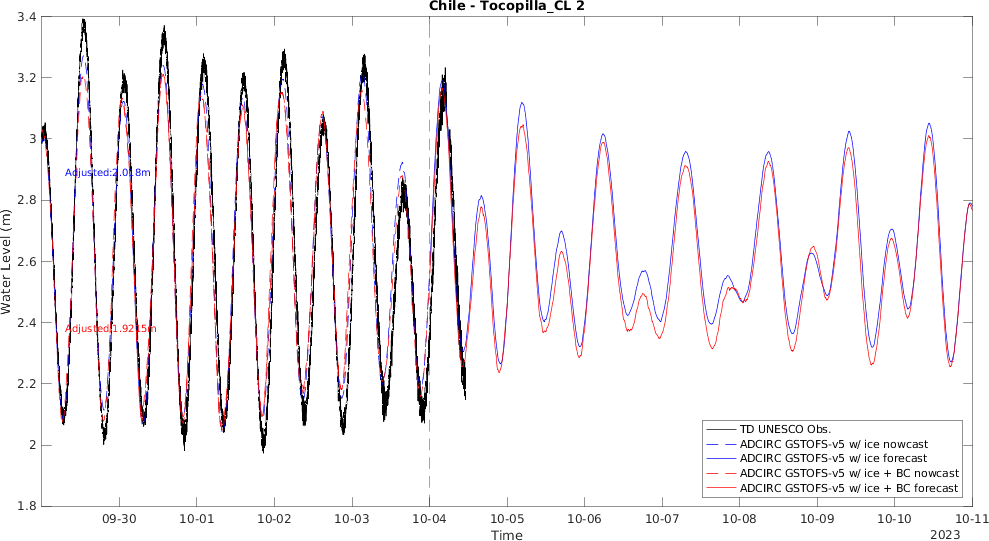 Chile - Tocopilla_CL 2
3.4
3.2
3
2.8
2.6
2.4
2.2
2
1.8
Water Level (m)
Adjusted:2.018m
Adjusted:1.9215m
TD UNESCO Obs.
ADCIRC GSTOFS-v5 w/ ice nowcast
ADCIRC GSTOFS-v5 w/ ice forecast
ADCIRC GSTOFS-v5 w/ ice + BC nowcast
ADCIRC GSTOFS-v5 w/ ice + BC forecast
09-30 10-01 10-02 10-03 10-04 10-05 10-06 10-07 10-08 10-09 10-10 10-11
Time
2023